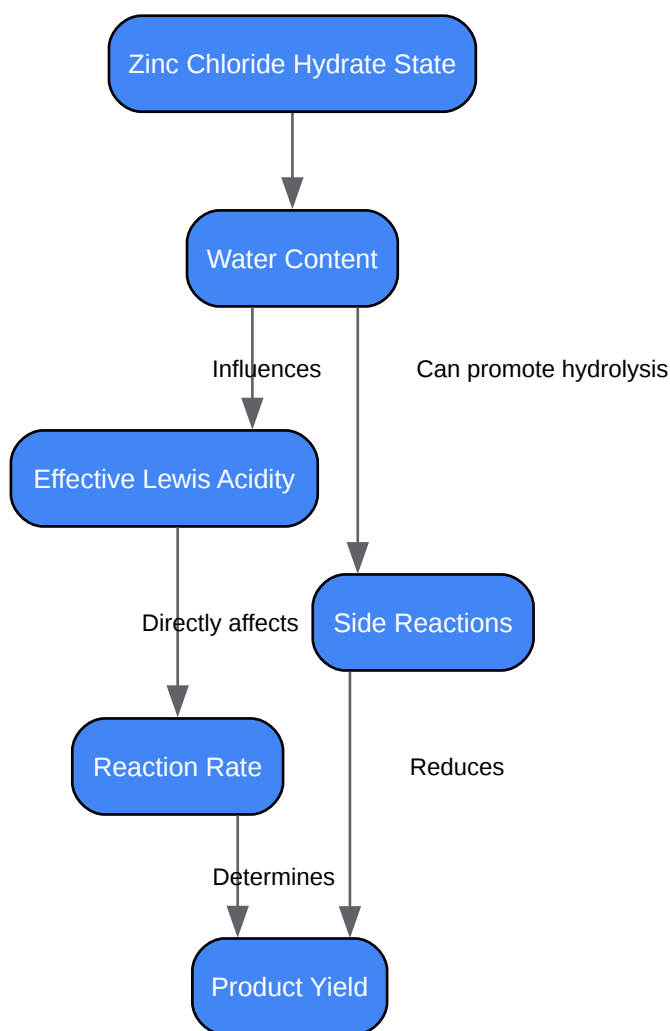 Zinc Chloride Hydrate State
Water Content
Influences
Can promote hydrolysis
Effective Lewis Acidity
Directly affects
Side Reactions
Reaction Rate
Reduces
Determines
Product Yield